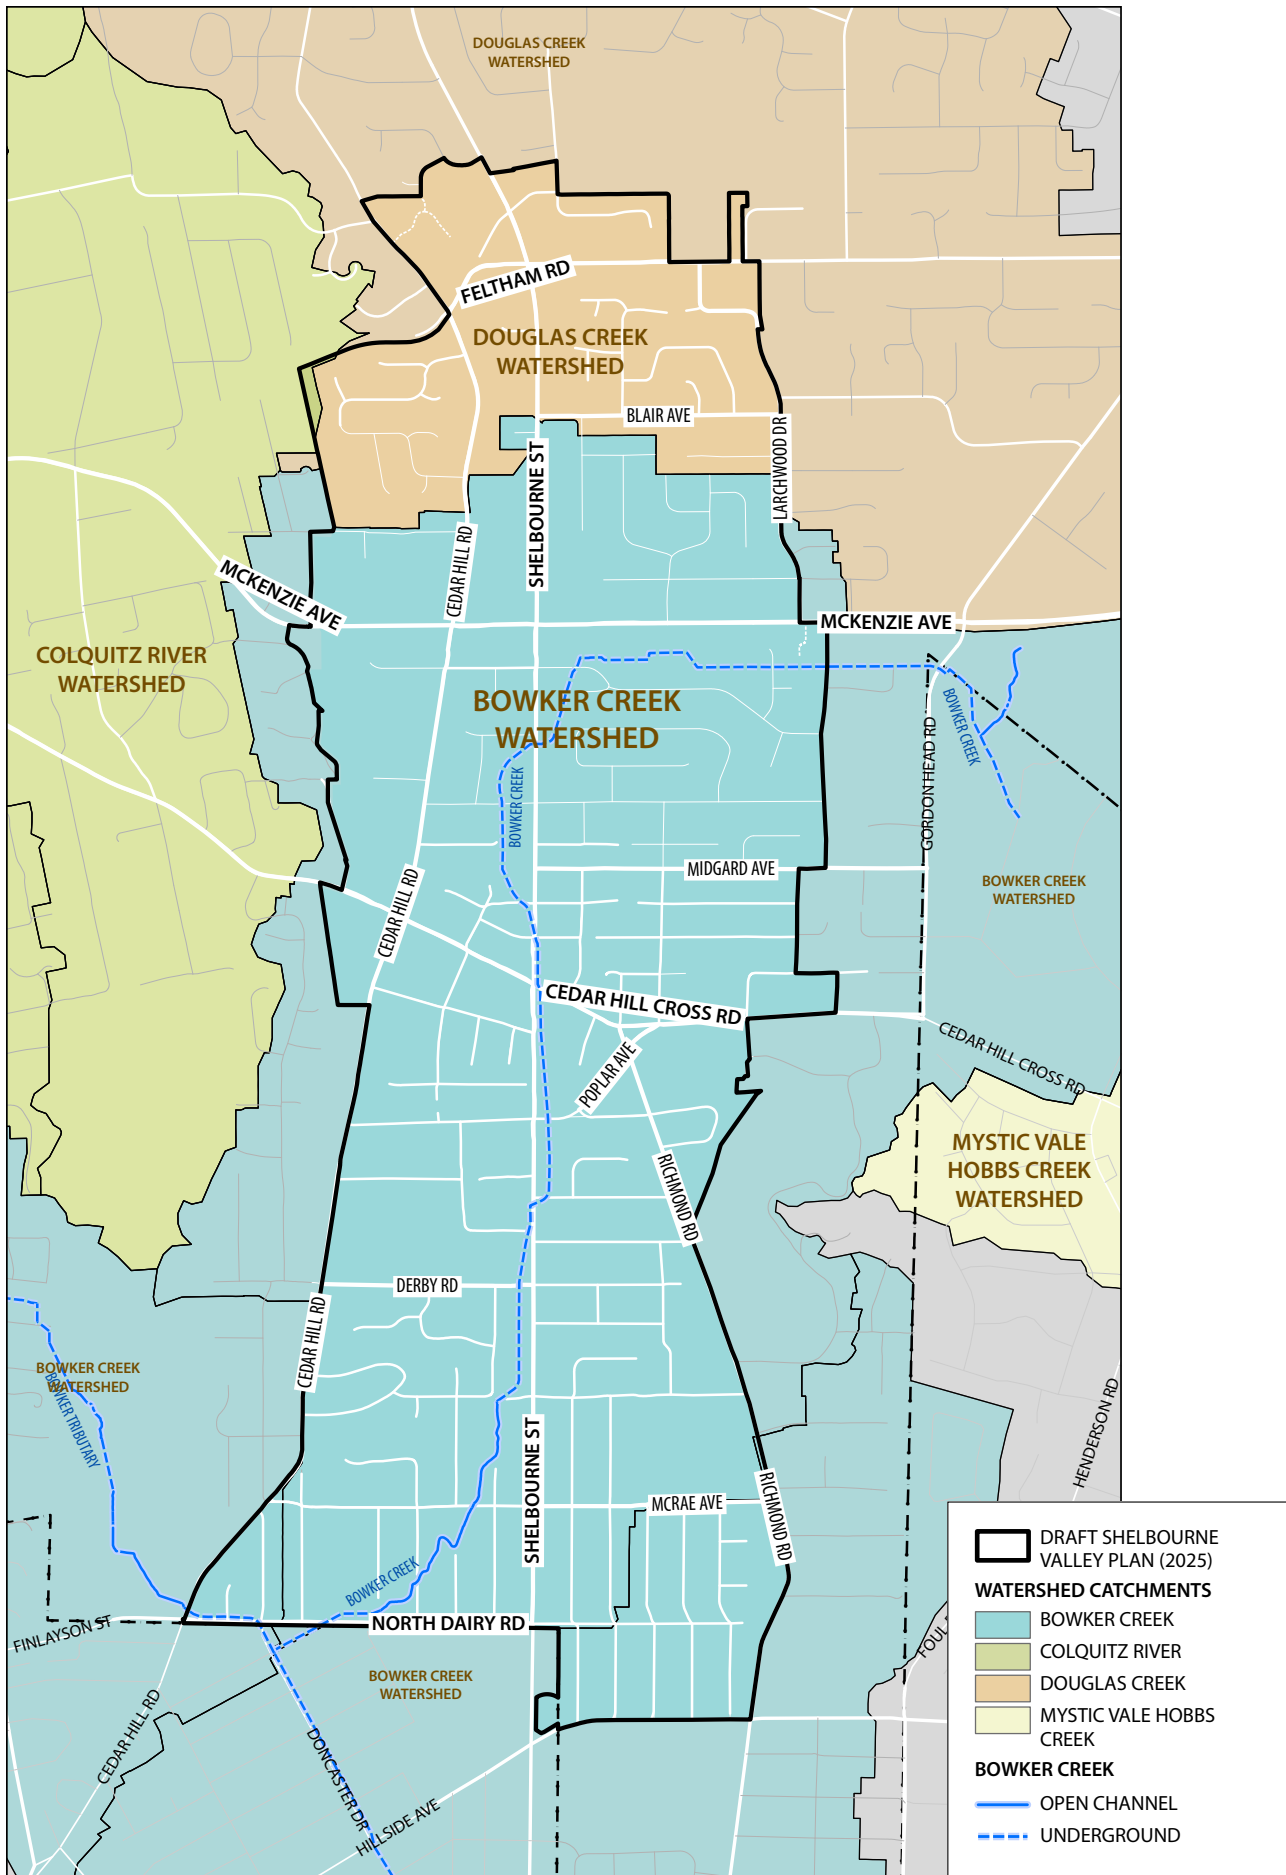 DOUGLAS CREEK
WATERSHED
FELTHAM RD
DOUGLAS CREEK
WATERSHED
BLAIR AVE
LARCHWOOD DR
SHELBOURNE ST
CEDAR HILL RD
MCKENZIE AVE
MCKENZIE AVE
COLQUITZ RIVER
WATERSHED
BOWKER CREEK
WATERSHED
BOWKER CREEK
GORDON HEAD RD
BOWKER CREEK
MIDGARD AVE
BOWKER CREEK
WATERSHED
CEDAR HILL RD
CEDAR HILL CROSS RD
CEDAR HILL CROSS RD
POPLAR AVE
MYSTIC VALE
HOBBS CREEK
WATERSHED
RICHMOND RD
DERBY RD
CEDAR HILL RD
BOWKER CREEK
WATERSHED
BOWKER TRIBUTARY
SHELBOURNE ST
HENDERSON RD
MCRAE AVE
RICHMOND RD
BOWKER CREEK
NORTH DAIRY RD
FINLAYSON ST
BOWKER CREEK
WATERSHED
CEDAR HILL RD
DONCASTER DR
HILLSIDE AVE
DRAFT SHELBOURNE
VALLEY PLAN (2025)
WATERSHED CATCHMENTS
BOWKER CREEK
COLQUITZ RIVER
DOUGLAS CREEK
MYSTIC VALE HOBBS
CREEK
BOWKER CREEK
OPEN CHANNEL
UNDERGROUND